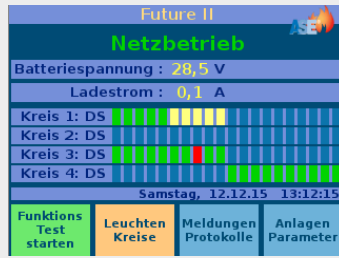 Future II
ASE
Netzbetrieb
Batteriespannung : 28,5 V
Ladestrom : 0,1 A
Kreis 1: DS
Kreis 2: DS
Kreis 3: DS
Kreis 4: DS
Samstag, 12.12.15 13:12:15
Funktions Test starten
Leuchten Kreise
Meldungen Protokolle
Anlagen Parameter